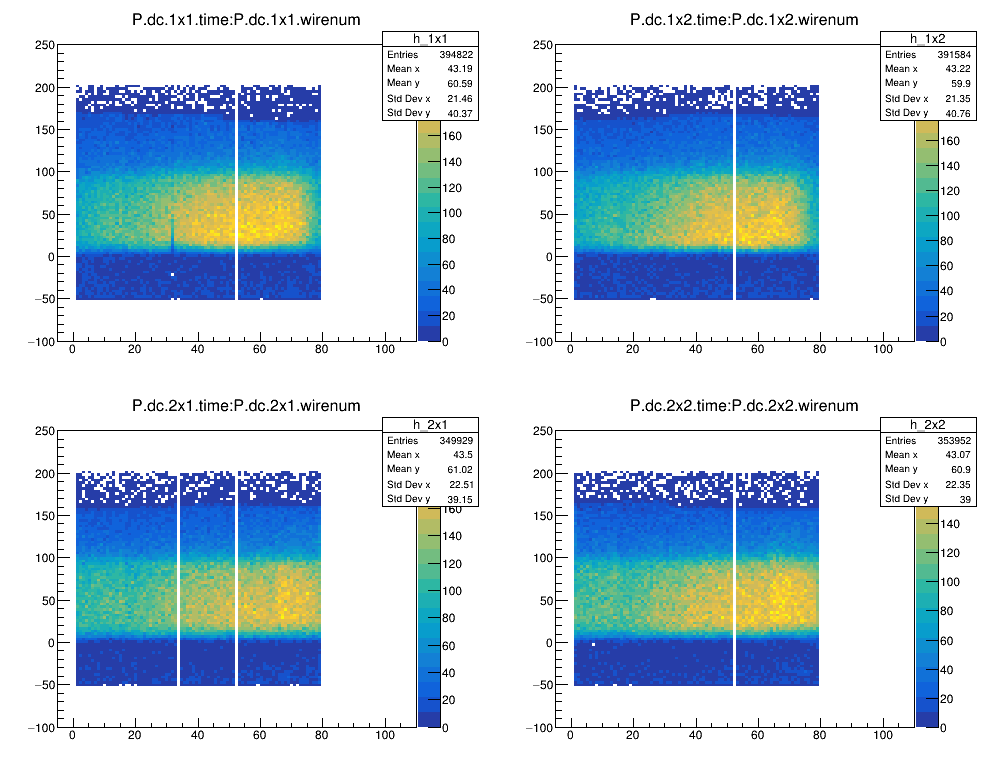 P.dc.1x1.time:P.dc.1x1.wirenum
h_1x1
Entries 394822
Mean x 43.19
Mean y 60.59
Std Dev x 21.46
Std Dev y 40.37
250
200
150
100
50
0
−50
−100
0 20 40 60 80 100
160
140
120
100
80
60
40
20
0
P.dc.1x2.time:P.dc.1x2.wirenum
h_1x2
Entries 391584
Mean x 43.22
Mean y 59.9
Std Dev x 21.35
Std Dev y 40.76
250
200
150
100
50
0
−50
−100
0 20 40 60 80 100
160
140
120
100
80
60
40
20
0
P.dc.2x1.time:P.dc.2x1.wirenum
h_2x1
Entries 349929
Mean x 43.5
Mean y 61.02
Std Dev x 22.51
Std Dev y 39.15
250
200
150
100
50
0
−50
−100
0 20 40 60 80 100
160
140
120
100
80
60
40
20
0
P.dc.2x2.time:P.dc.2x2.wirenum
h_2x2
Entries 353952
Mean x 43.07
Mean y 60.9
Std Dev x 22.35
Std Dev y 39
250
200
150
100
50
0
−50
−100
0 20 40 60 80 100
140
120
100
80
60
40
20
0